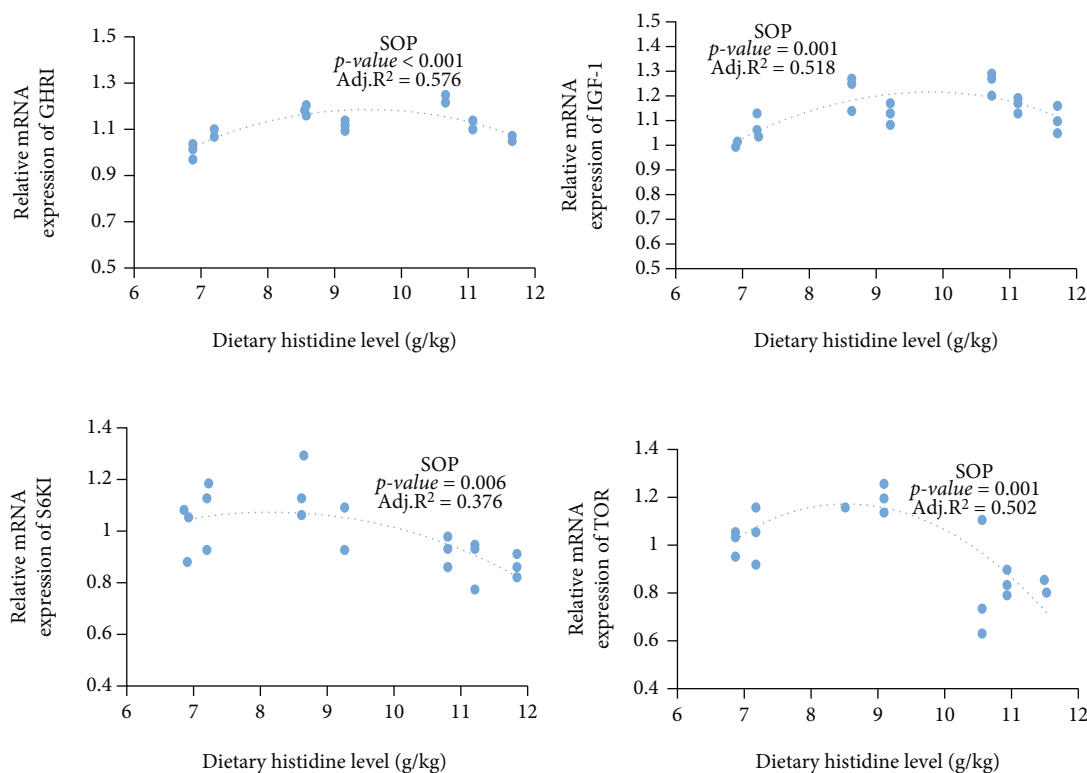 Relative mRNA
expression of GHRI
1.5
1.3
1.1
0.9
0.7
0.5
SOP
p-value < 0.001
Adj.R² = 0.576
6 7 8 9 10 11 12
Dietary histidine level (g/kg)
Relative mRNA
expression of IGF-1
1.5
1.4
1.3
1.2
1.1
1
0.9
0.8
0.7
0.6
0.5
SOP
p-value = 0.001
Adj.R² = 0.518
6 7 8 9 10 11 12
Dietary histidine level (g/kg)
Relative mRNA
expression of S6KI
1.4
1.2
1
0.8
0.6
0.4
SOP
p-value = 0.006
Adj.R² = 0.376
6 7 8 9 10 11 12
Dietary histidine level (g/kg)
Relative mRNA
expression of TOR
1.4
1.2
1
0.8
0.6
0.4
SOP
p-value = 0.001
Adj.R² = 0.502
6 7 8 9 10 11 12
Dietary histidine level (g/kg)